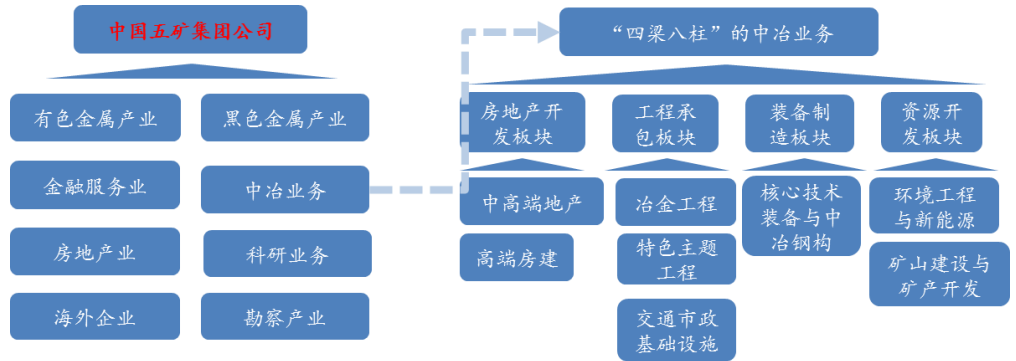 中国五矿集团公司
有色金属产业
黑色金属产业
金融服务业
中冶业务
房地产业
科研业务
海外企业
勘察产业
“四梁八柱”的中冶业务
房地产开
发板块
工程承
包板块
装备制
造板块
资源开
发板块
中高端地产
高端房建
冶金工程
特色主题
工程
交通市政
基础设施
核心技术
装备与中
冶钢构
环境工程
与新能源
矿山建设与
矿产开发